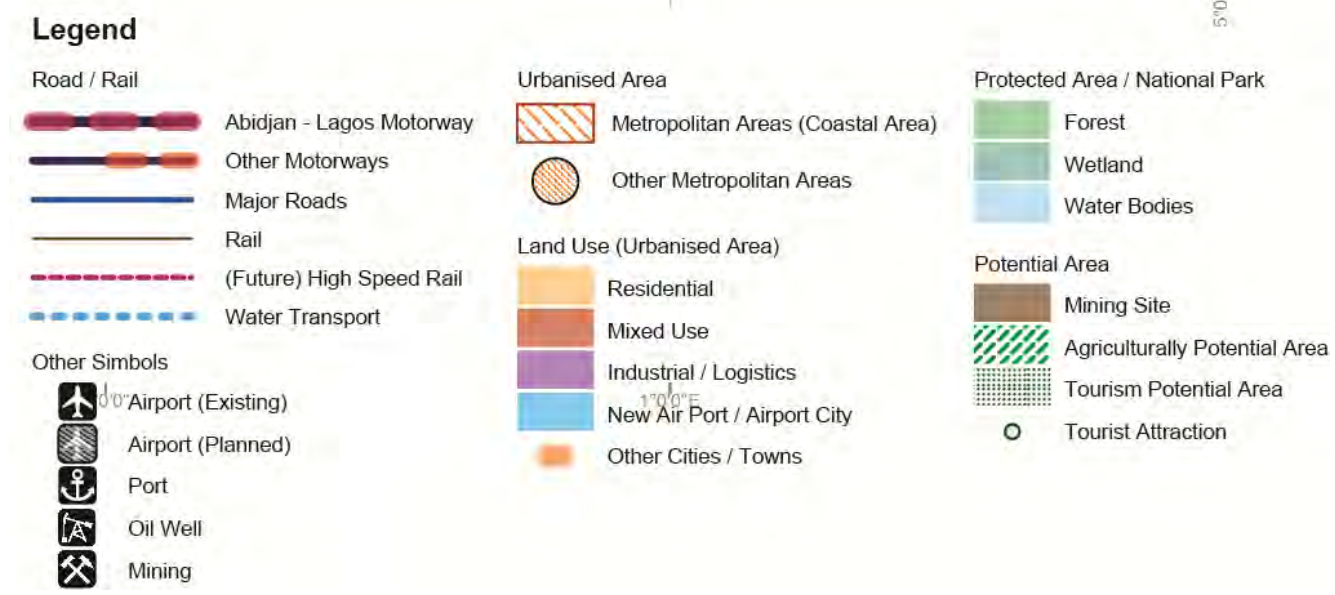 5°0
Legend
Road / Rail
Abidjan - Lagos Motorway
Other Motorways
Major Roads
Rail
(Future) High Speed Rail
Water Transport
Other Simbols
0'0"
Airport (Existing)
Airport (Planned)
Port
Oil Well
Mining
Urbanised Area
Metropolitan Areas (Coastal Area)
Other Metropolitan Areas
Land Use (Urbanised Area)
Residential
Mixed Use
Industrial / Logistics
1°0'0"E
New Air Port / Airport City
Other Cities / Towns
Protected Area / National Park
Forest
Wetland
Water Bodies
Potential Area
Mining Site
Agriculturally Potential Area
Tourism Potential Area
Tourist Attraction